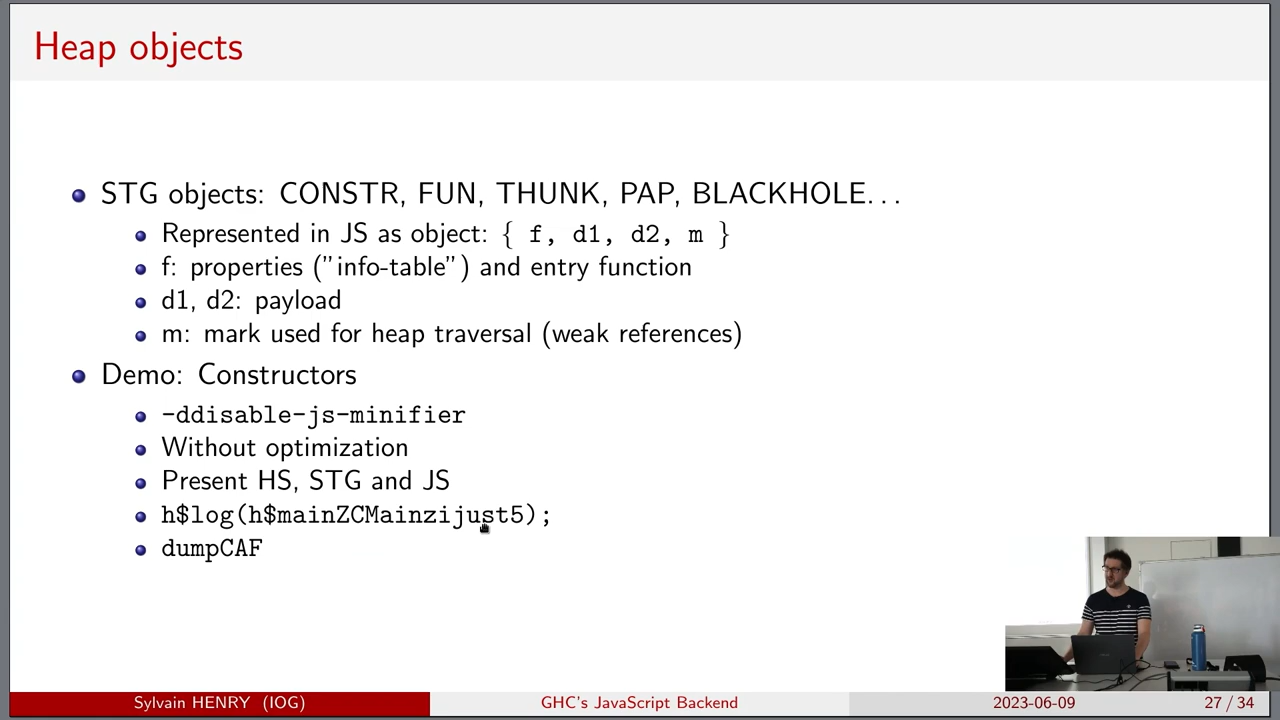 Heap objects
STG objects: CONSTR, FUN, THUNK, PAP, BLACKHOLE...
Represented in JS as object: { f, d1, d2, m }
f: properties ("info-table") and entry function
d1, d2: payload
m: mark used for heap traversal (weak references)
Demo: Constructors
-ddisable-js-minifier
Without optimization
Present HS, STG and JS
h$log(h$mainZCMainzijust5);
dumpCAF
Sylvain HENRY (IOG)
GHC's JavaScript Backend
2023-06-09
27 / 34